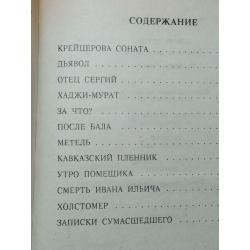 СОДЕРЖАНИЕ
КРЕЙЦЕРОВА СОНАТА
ДЬЯВОЛ
ОТЕЦ СЕРГИЙ
ХАДЖИ-МУРАТ
ЗА ЧТО?
ПОСЛЕ БАЛА
МЕТЕЛЬ
КАВКАЗСКИЙ ПЛЕННИК
УТРО ПОМЕЩИКА
СМЕРТЬ ИВАНА ИЛЬИЧА
ХОЛСТОМЕР
ЗАПИСКИ СУМАСШЕДШЕГО